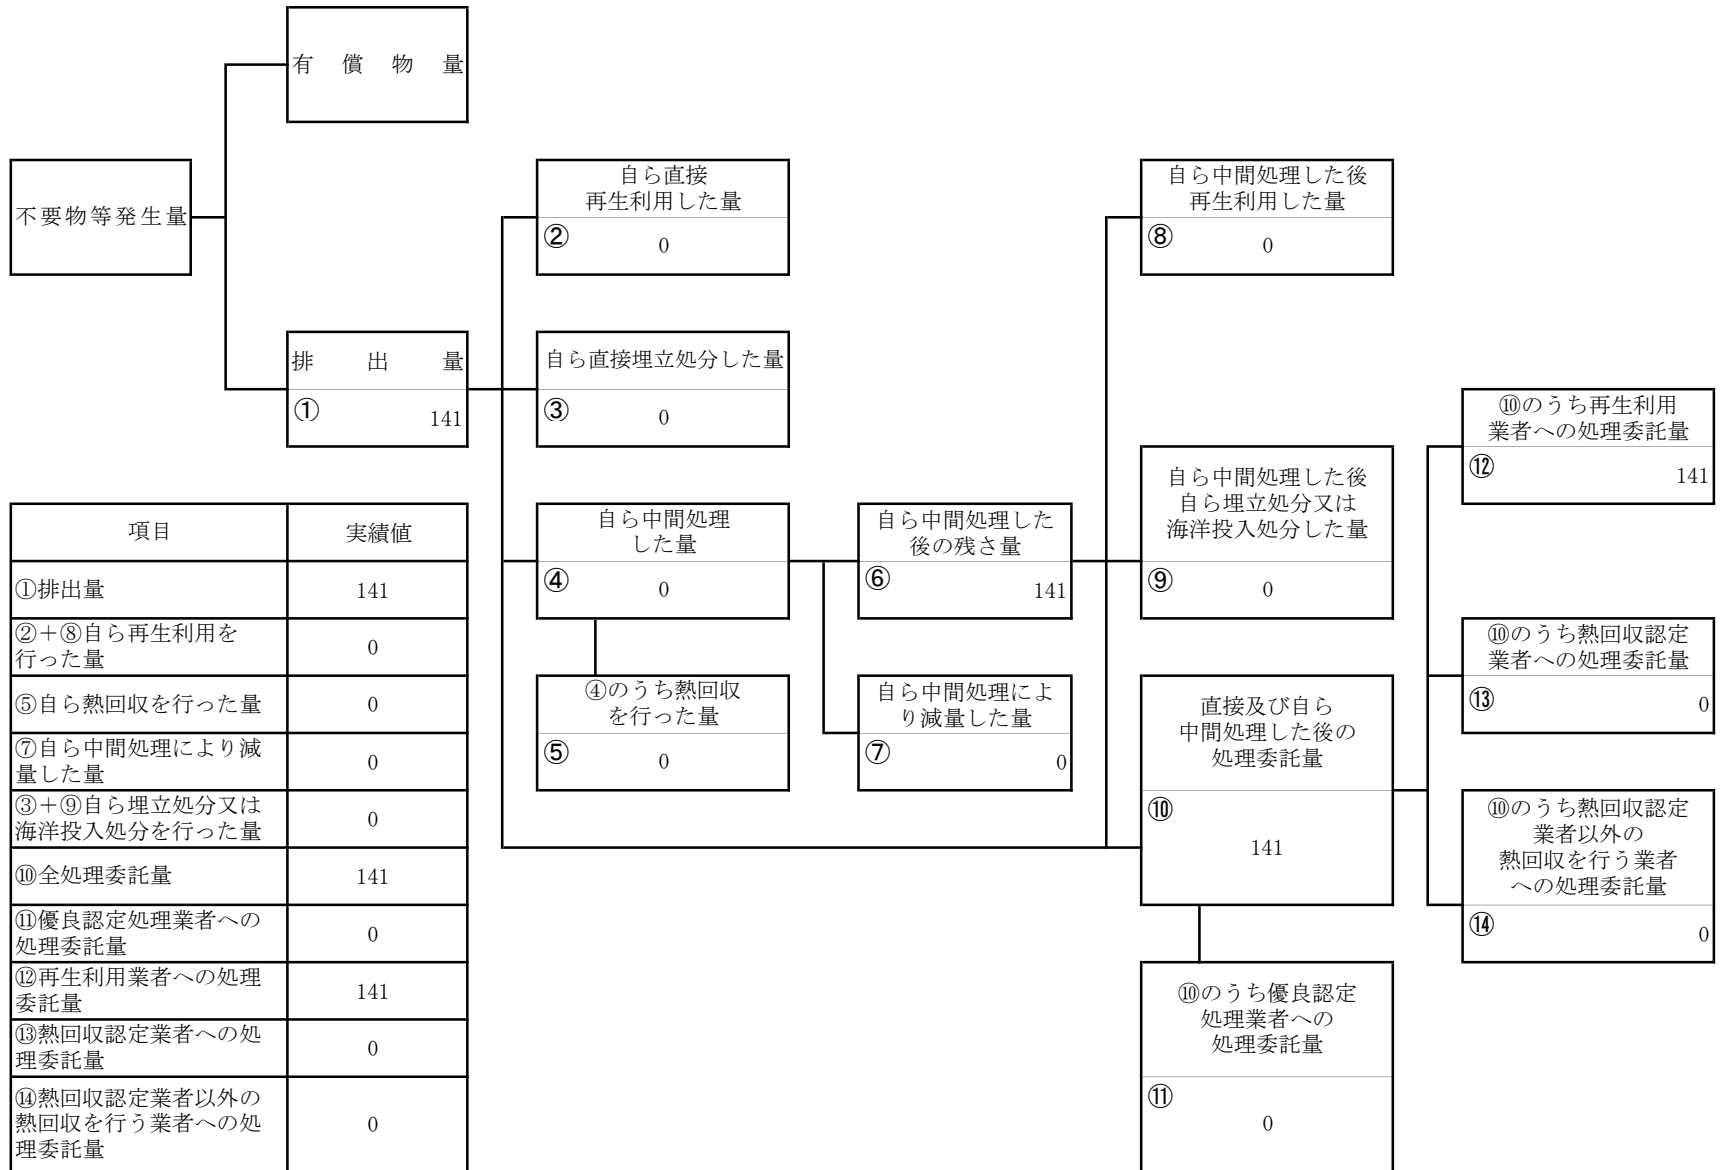 有償物量
不要物等発生量
排出量
①
141
自ら直接
再生利用した量
②
0
自ら直接埋立処分した量
③
0
自ら中間処理
した量
④
0
④のうち熱回収
を行った量
⑤
0
自ら中間処理した
後の残さ量
⑥
141
自ら中間処理によ
り減量した量
⑦
0
自ら中間処理した後
再生利用した量
⑧
0
自ら中間処理した後
自ら埋立処分又は
海洋投入処分した量
⑨
0
直接及び自ら
中間処理した後の
処理委託量
⑩
141
⑩のうち優良認定
処理業者への
処理委託量
⑪
0
⑩のうち再生利用
業者への処理委託量
⑫
141
⑩のうち熱回収認定
業者への処理委託量
⑬
0
⑩のうち熱回収認定
業者以外の
熱回収を行う業者
への処理委託量
⑭
0
項目 実績値
①排出量 141
②＋⑧自ら再生利用を
行った量
0
⑤自ら熱回収を行った量 0
⑦自ら中間処理により減
量した量
0
③＋⑨自ら埋立処分又は
海洋投入処分を行った量
0
⑩全処理委託量 141
⑪優良認定処理業者への
処理委託量
0
⑫再生利用業者への処理
委託量
141
⑬熱回収認定業者への処
理委託量
0
⑭熱回収認定業者以外の
熱回収を行う業者への処
理委託量
0